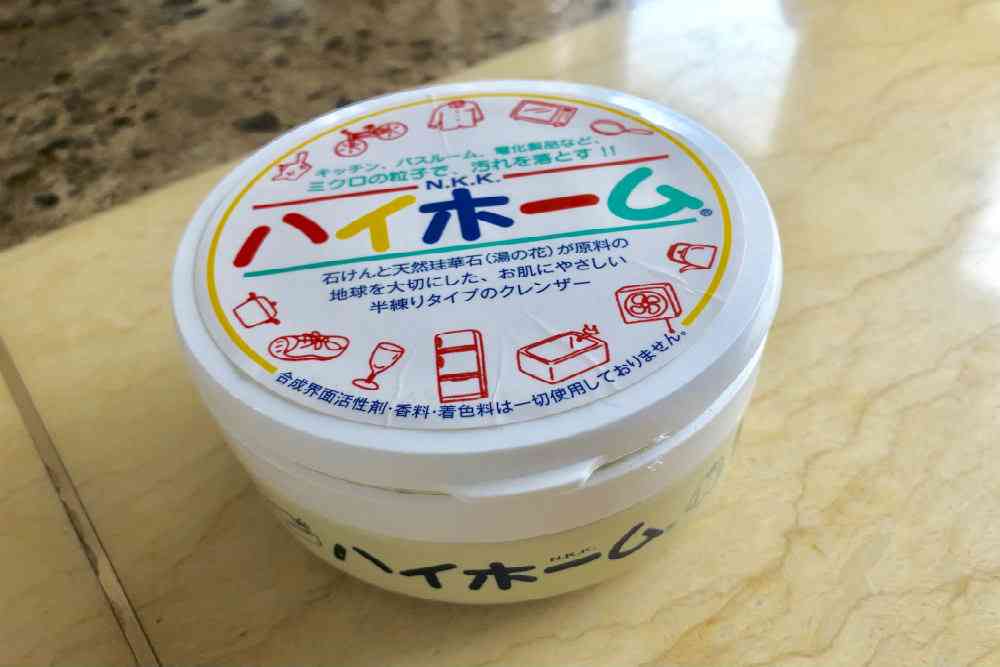 キッチン、バスルーム、電化製品など、
ミクロの粒子で、汚れを落とす!!
N.K.K.
ハイホーム®
石けんと天然珪華石(湯の花)が原料の
地球を大切にした、お肌にやさしい
半練りタイプのクレンザー
合成界面活性剤・香料・着色料は一切使用しておりません。
N.K.K.
ハイホーム